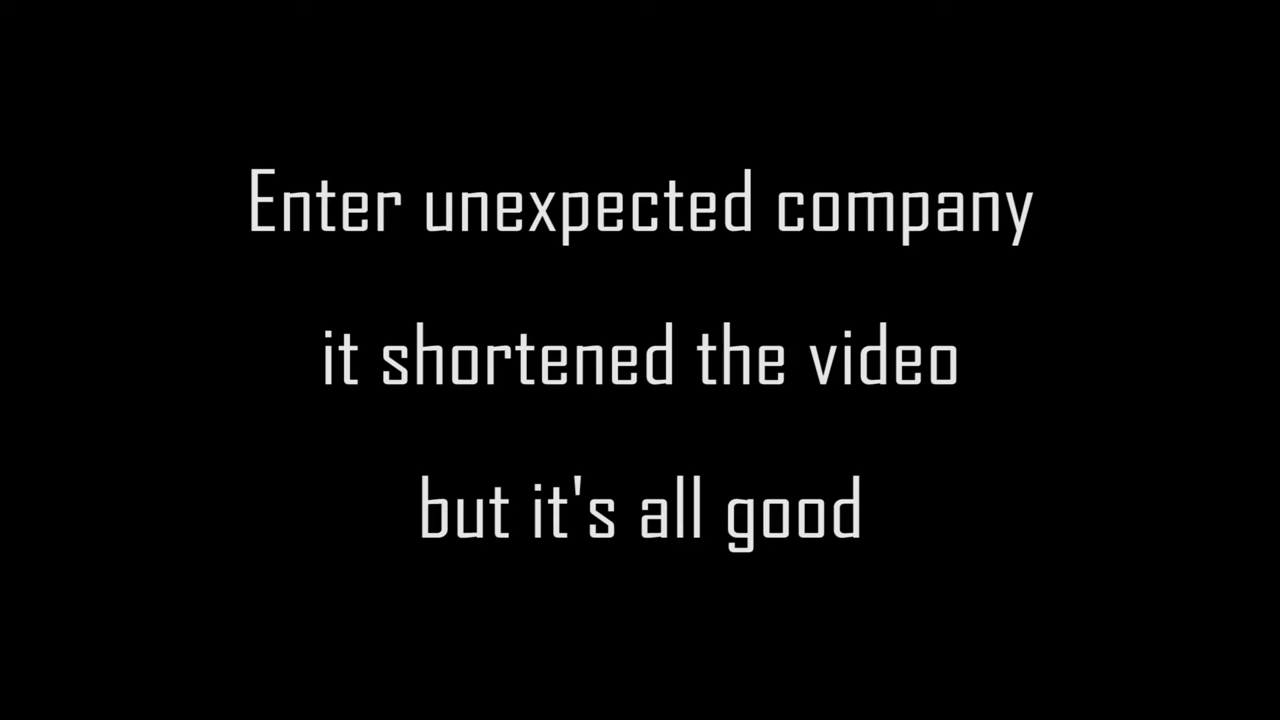 Enter unexpected company
it shortened the video
but it's all good